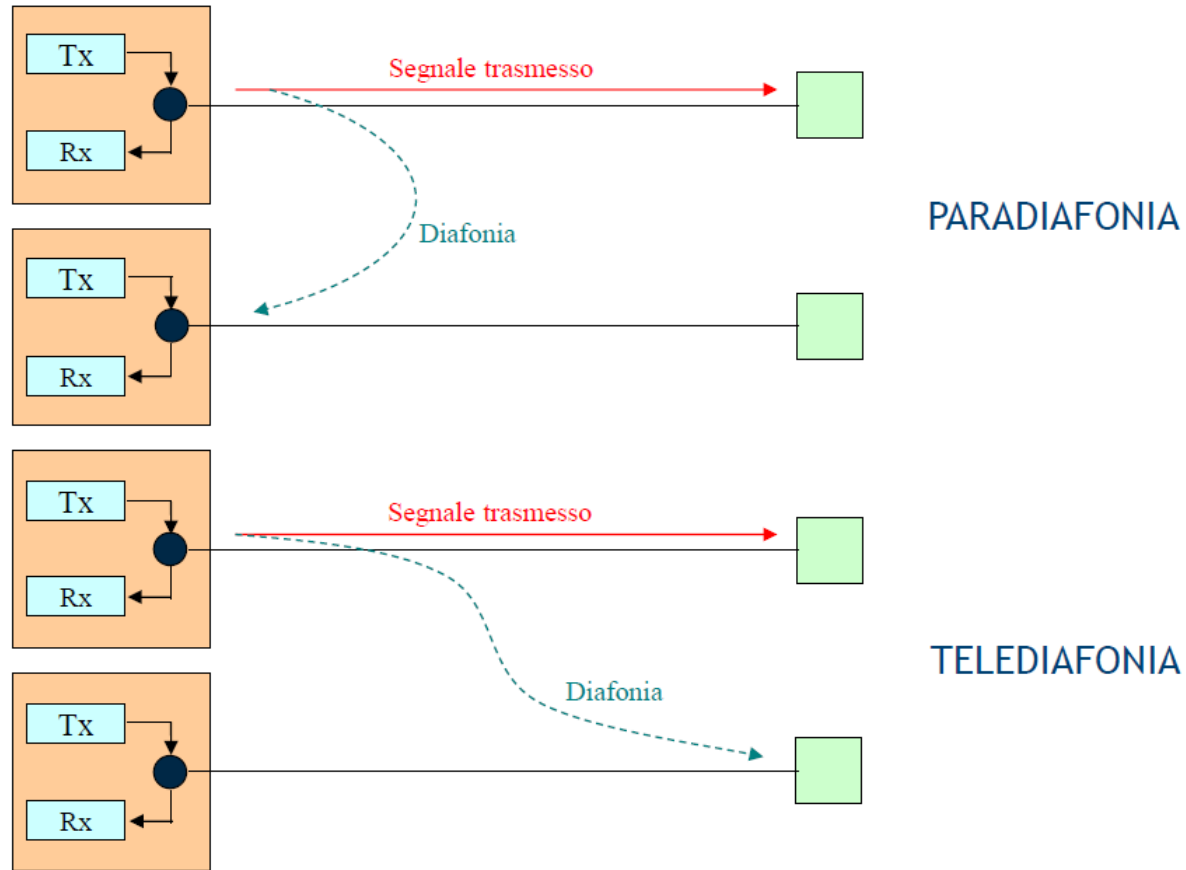 Tx
Segnale trasmesso
Rx
PARADIAFONIA
Diafonia
Tx
Rx
Tx
Segnale trasmesso
Rx
TELEDIAFONIA
Diafonia
Tx
Rx